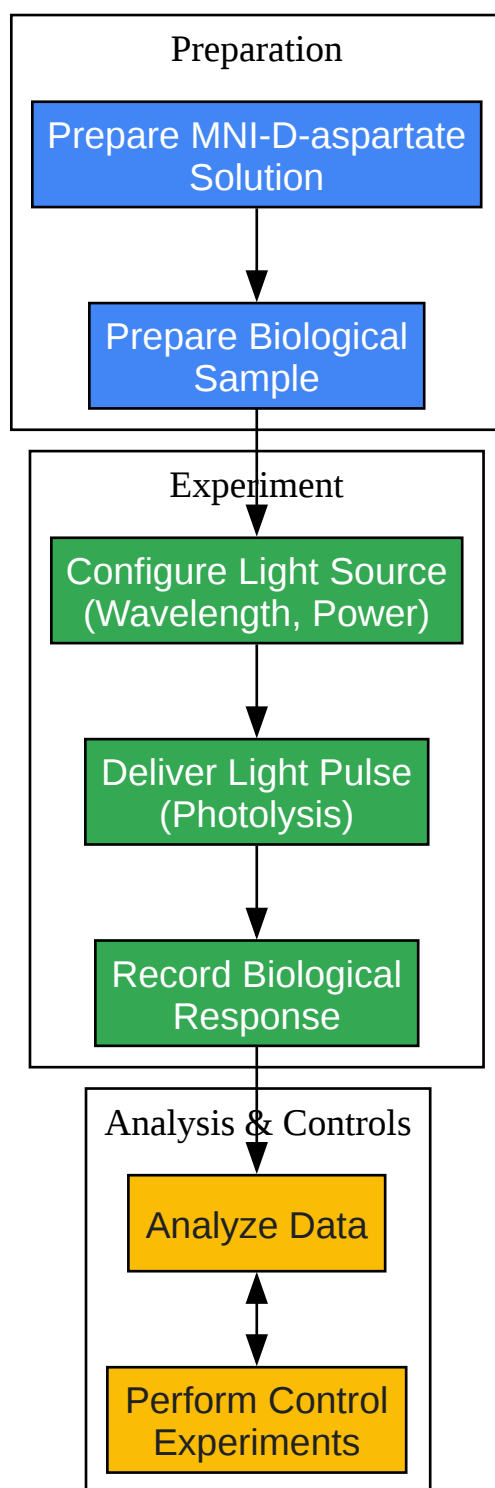 Preparation
Prepare MNI-D-aspartate
Solution
Prepare Biological
Sample
Experiment
Configure Light Source
(Wavelength, Power)
Deliver Light Pulse
(Photolysis)
Record Biological
Response
Analysis & Controls
Analyze Data
Perform Control
Experiments